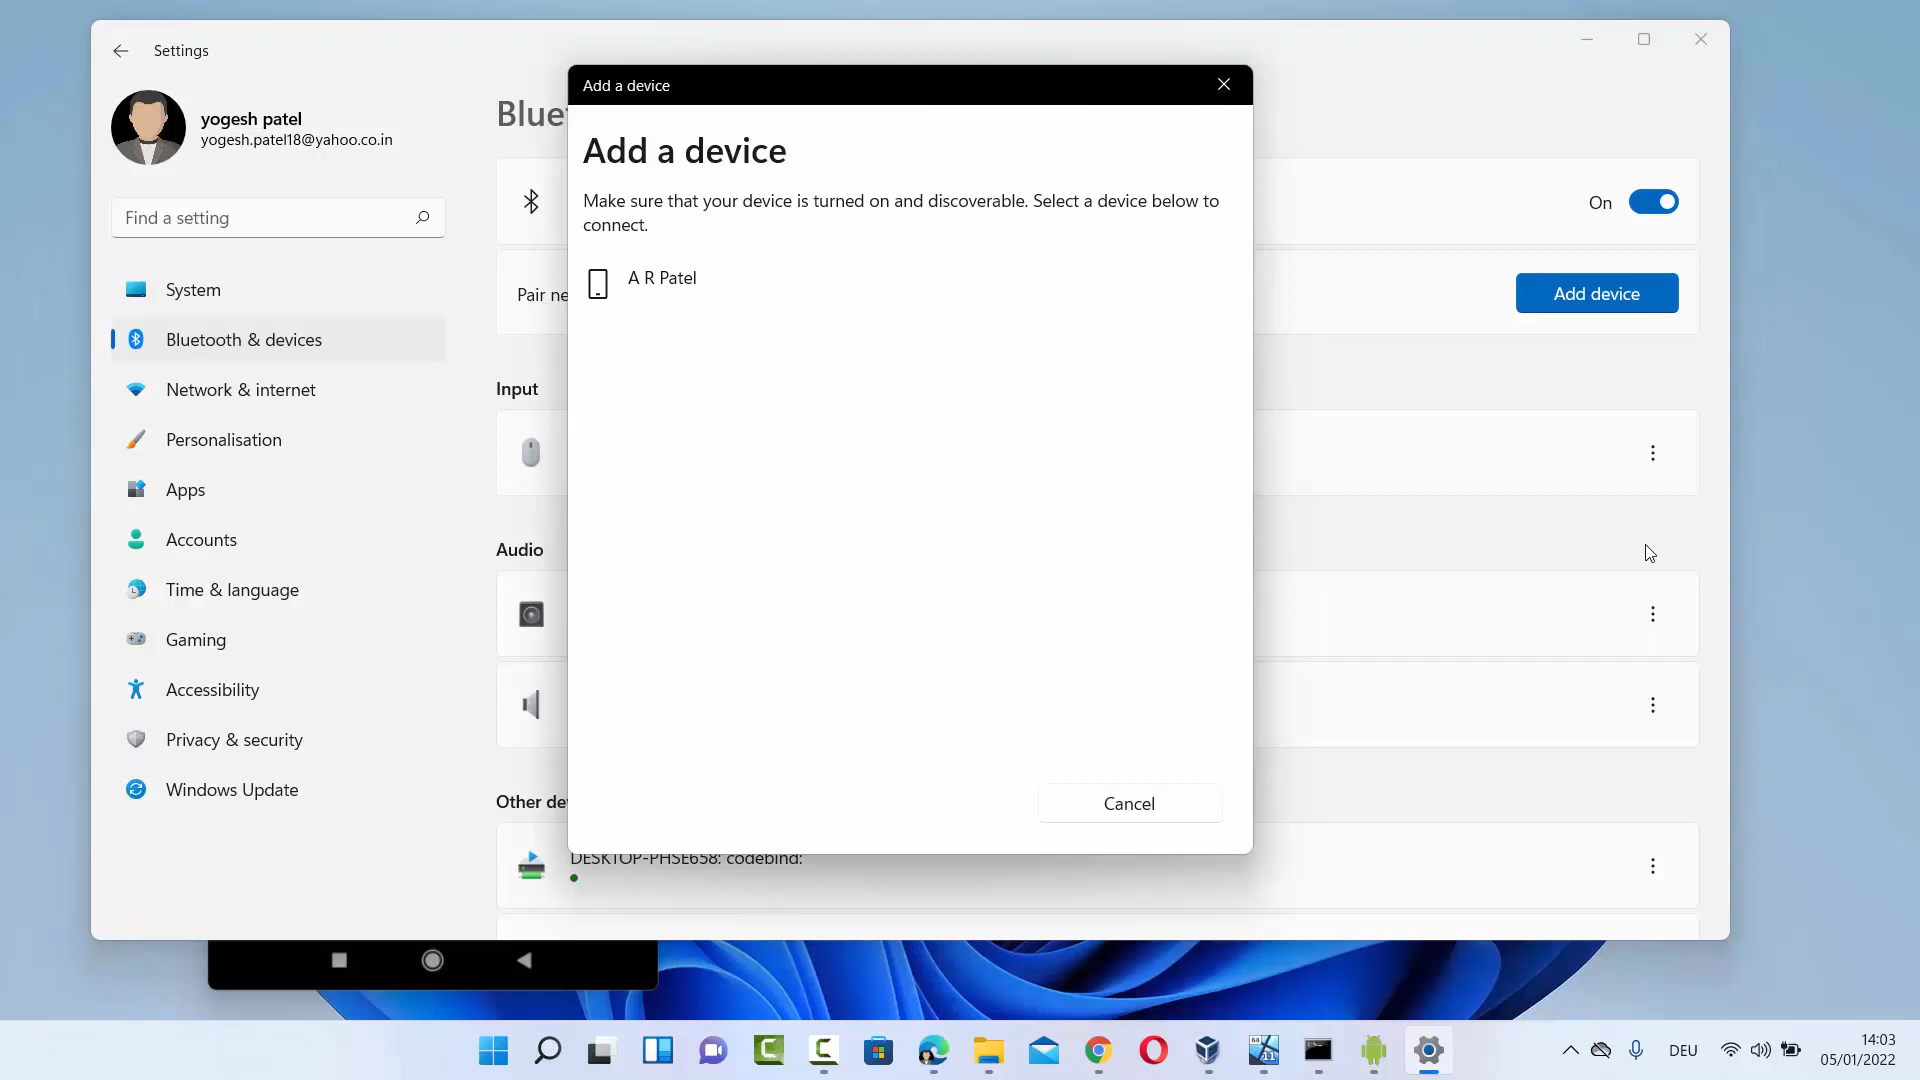 Settings
yogesh patel
yogesh.patel18@yahoo.co.in
Find a setting
System
Bluetooth & devices
Network & internet
Personalisation
Apps
Accounts
Time & language
Gaming
Accessibility
Privacy & security
Windows Update
Add a device
Add a device
Make sure that your device is turned on and discoverable. Select a device below to
connect.
A R Patel
Cancel
On
Pair
Add device
Input
Audio
Other
DESKTOP-PHSE658: codebind:
DEU
14:03
05/01/2022